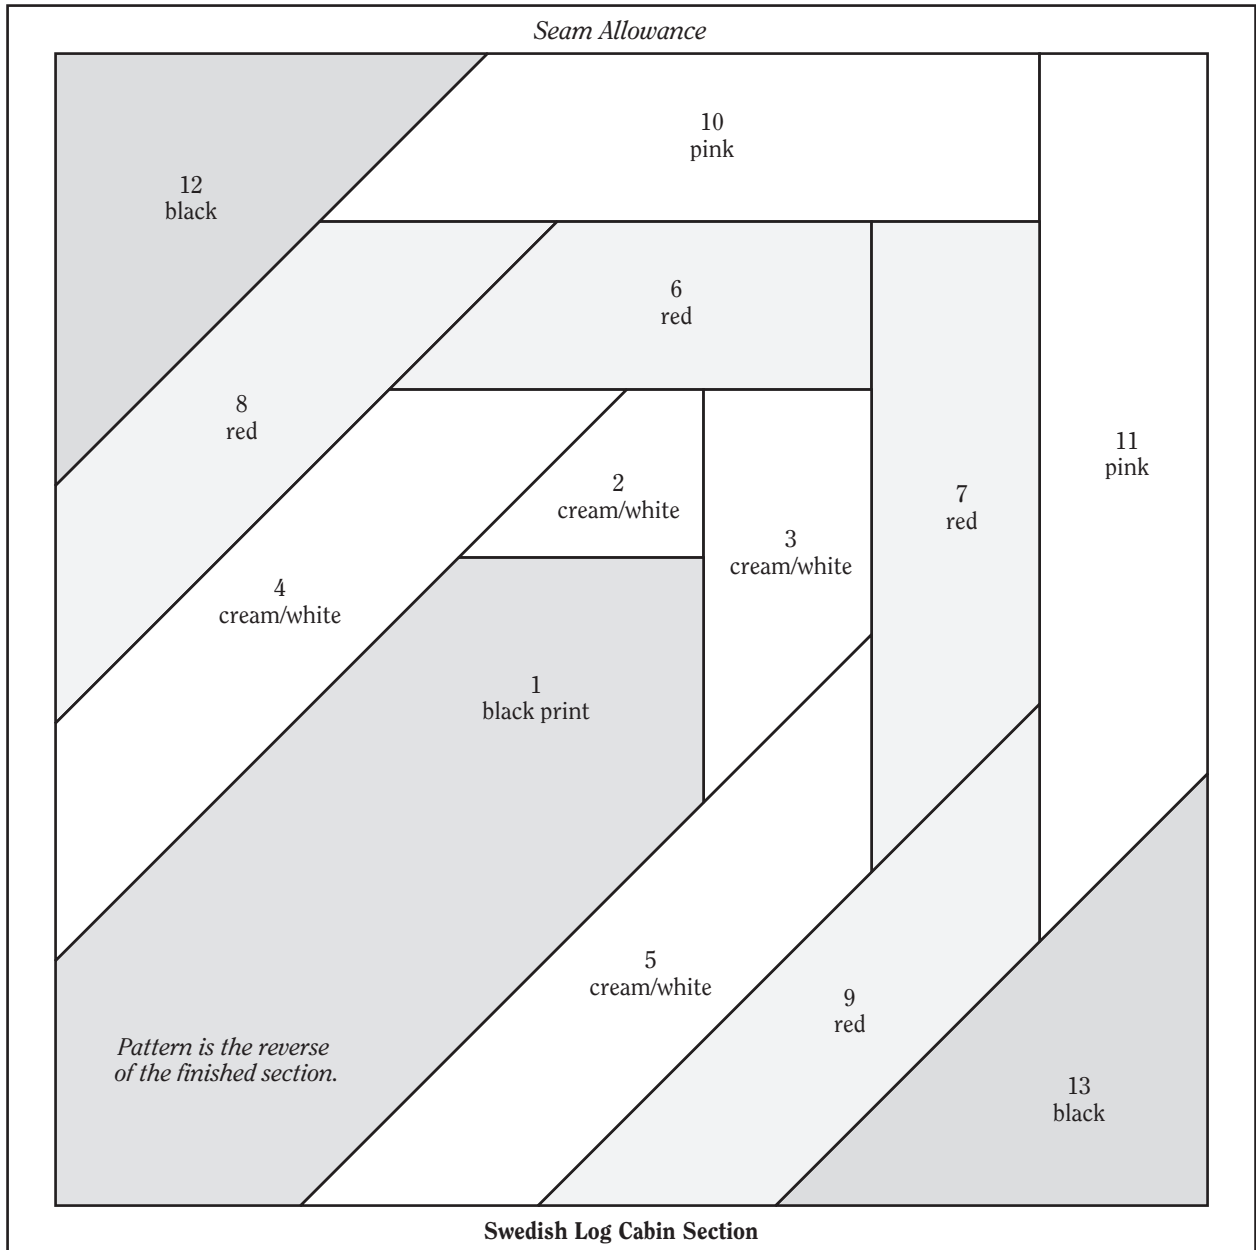 Seam Allowance
10
pink
12
black
6
red
8
red
11
pink
2
cream/white
7
red
3
cream/white
4
cream/white
1
black print
5
cream/white
9
red
Pattern is the reverse
of the finished section.
13
black
Swedish Log Cabin Section